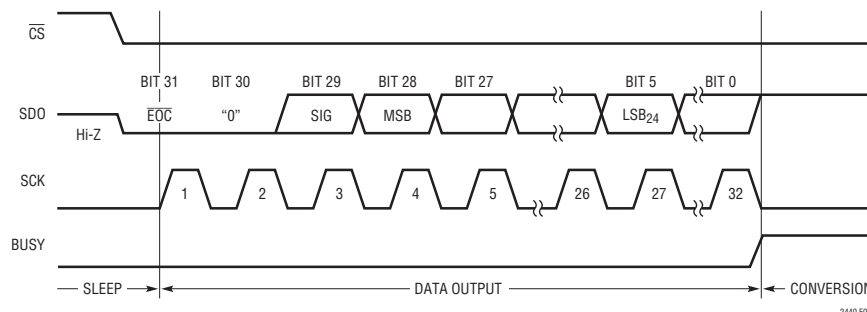 CS
BIT 31 BIT 30 BIT 29 BIT 28 BIT 27 BIT 5 BIT 0
SDO EOC "0" SIG MSB LSB24
Hi-Z
SCK 1 2 3 4 5 26 27 32
BUSY
SLEEP DATA OUTPUT CONVERSION